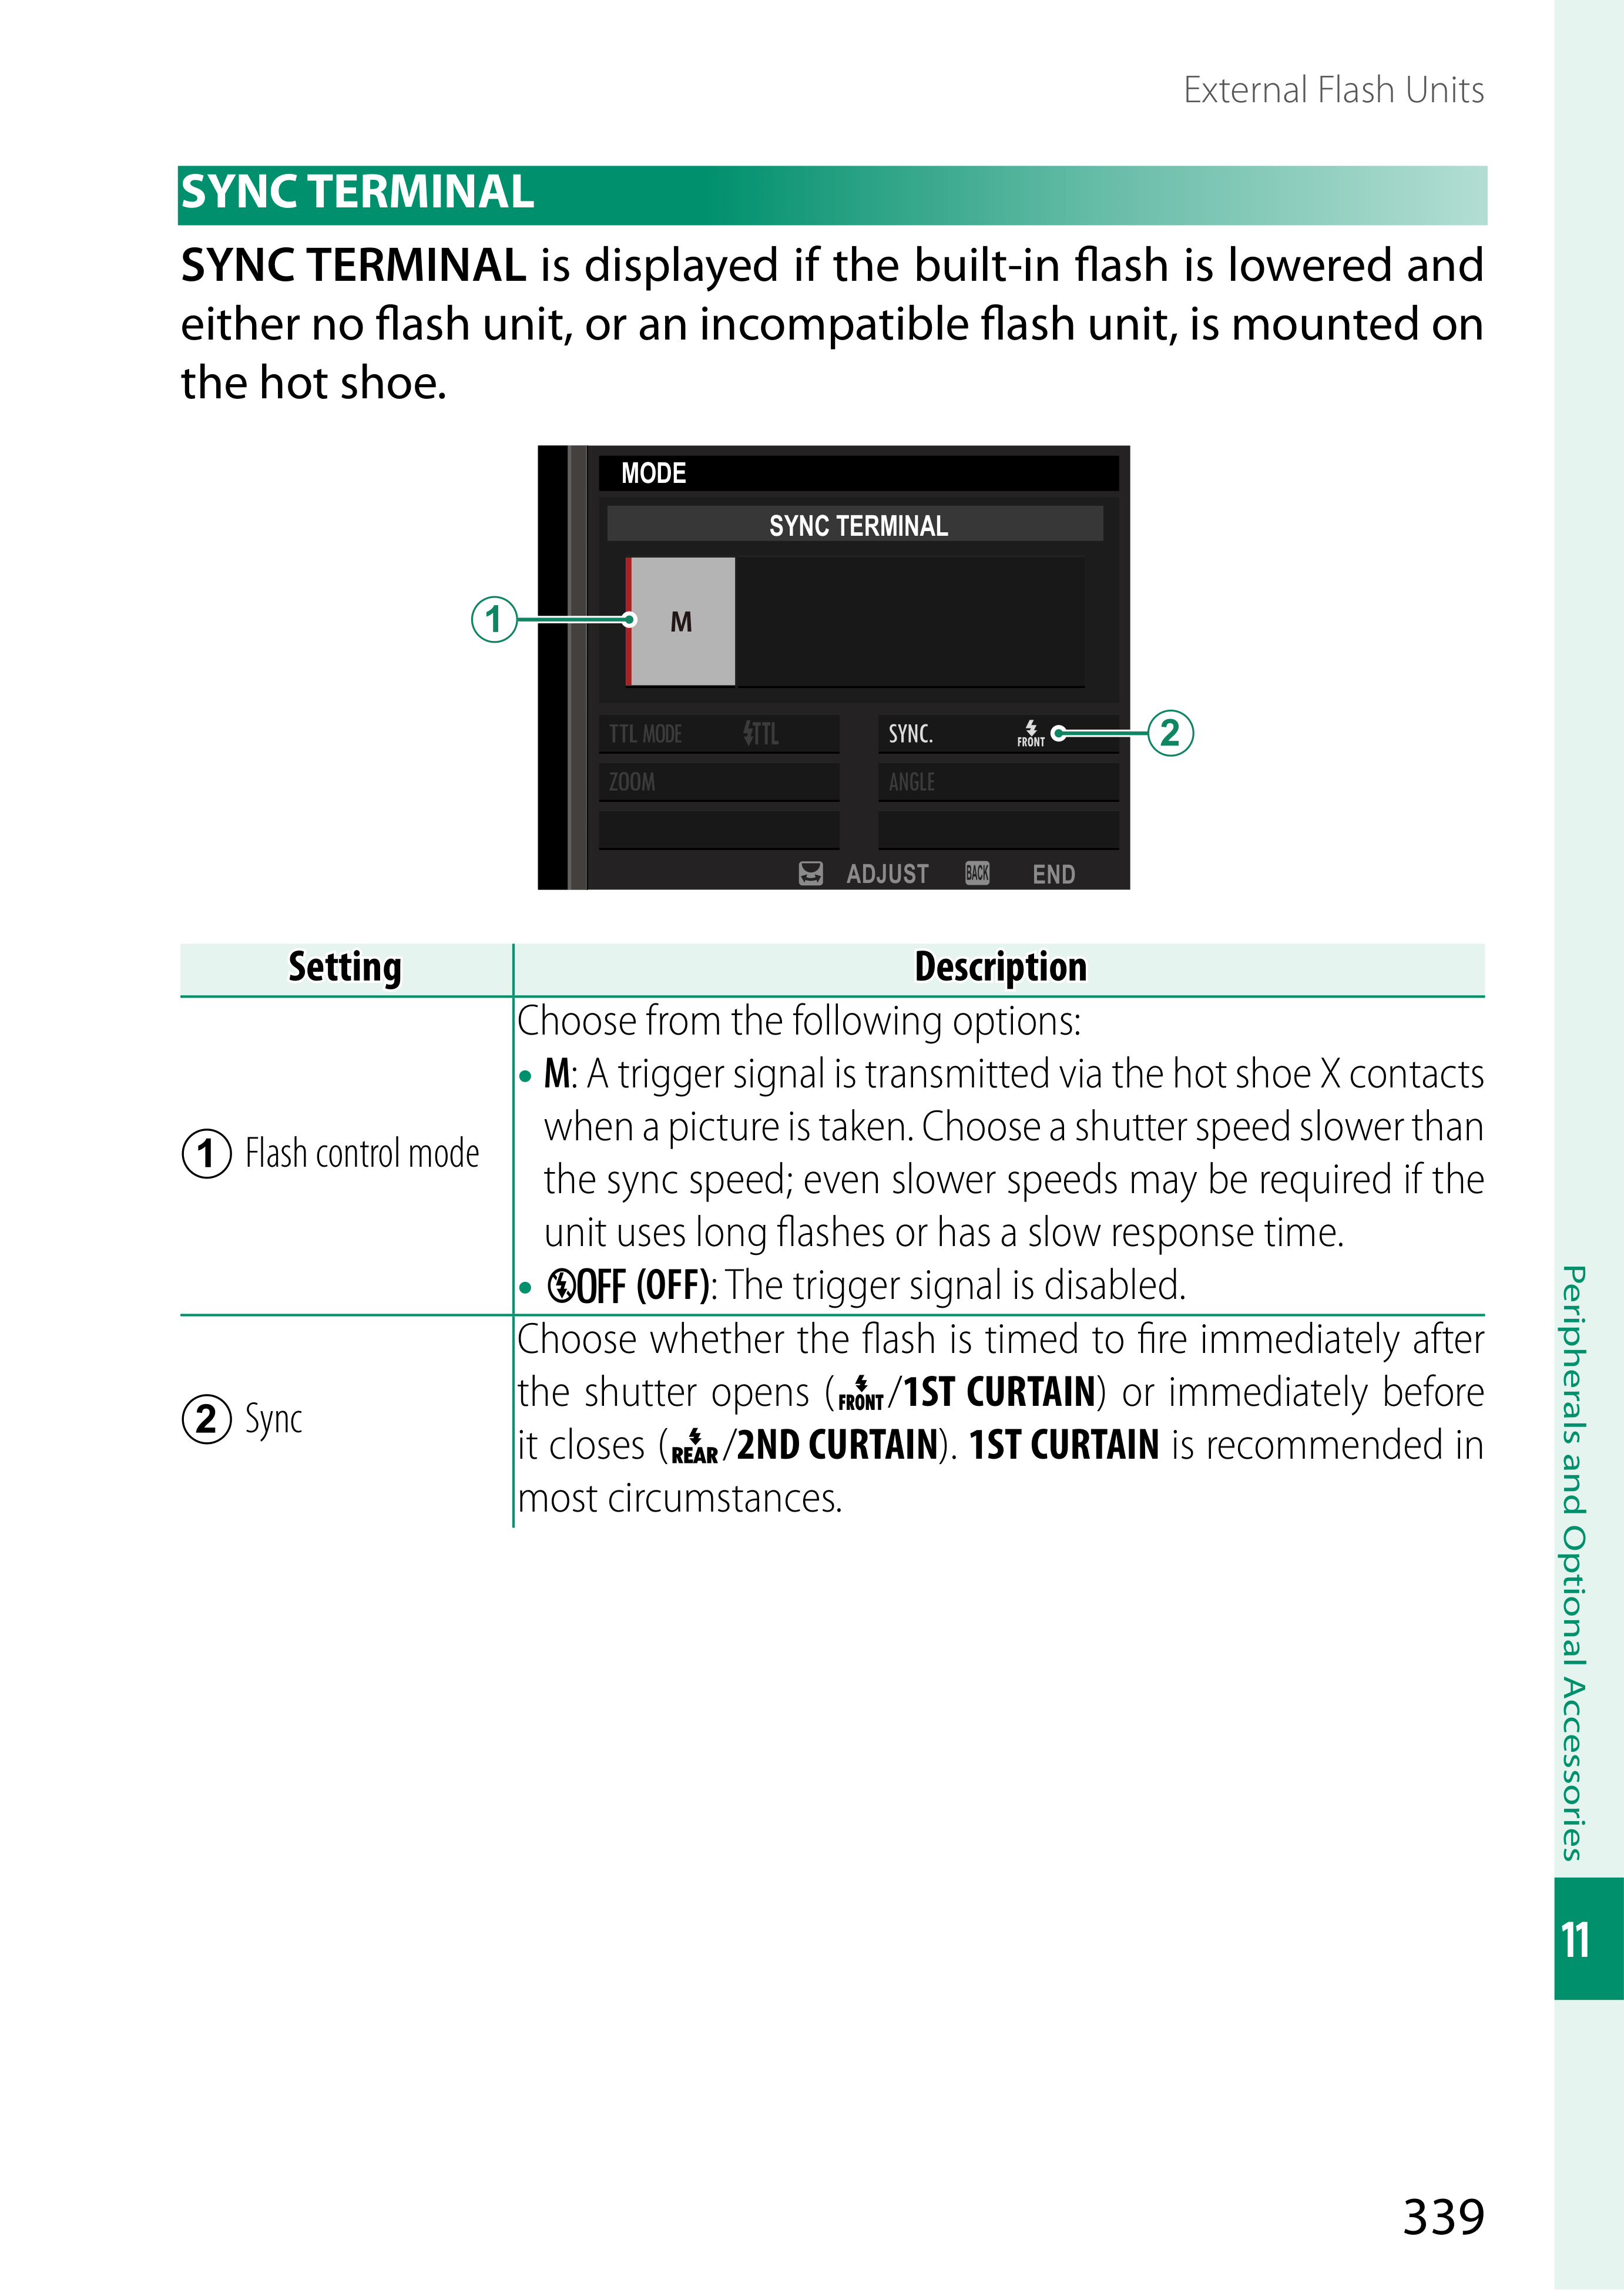 External Flash Units
SYNC TERMINAL
SYNC TERMINAL is displayed if the built-in flash is lowered and
either no flash unit, or an incompatible flash unit, is mounted on
the hot shoe.
MODE
SYNC TERMINAL
1
M
TTL MODE TTL
SYNC. FRONT
2
ZOOM
ANGLE
ADJUST BACK END
Setting
Description
1 Flash control mode
Choose from the following options:
• M: A trigger signal is transmitted via the hot shoe X contacts
when a picture is taken. Choose a shutter speed slower than
the sync speed; even slower speeds may be required if the
unit uses long flashes or has a slow response time.
• OFF (OFF): The trigger signal is disabled.
2 Sync
Choose whether the flash is timed to fire immediately after
the shutter opens (FRONT/1ST CURTAIN) or immediately before
it closes (REAR/2ND CURTAIN). 1ST CURTAIN is recommended in
most circumstances.
Peripherals and Optional Accessories
11
339